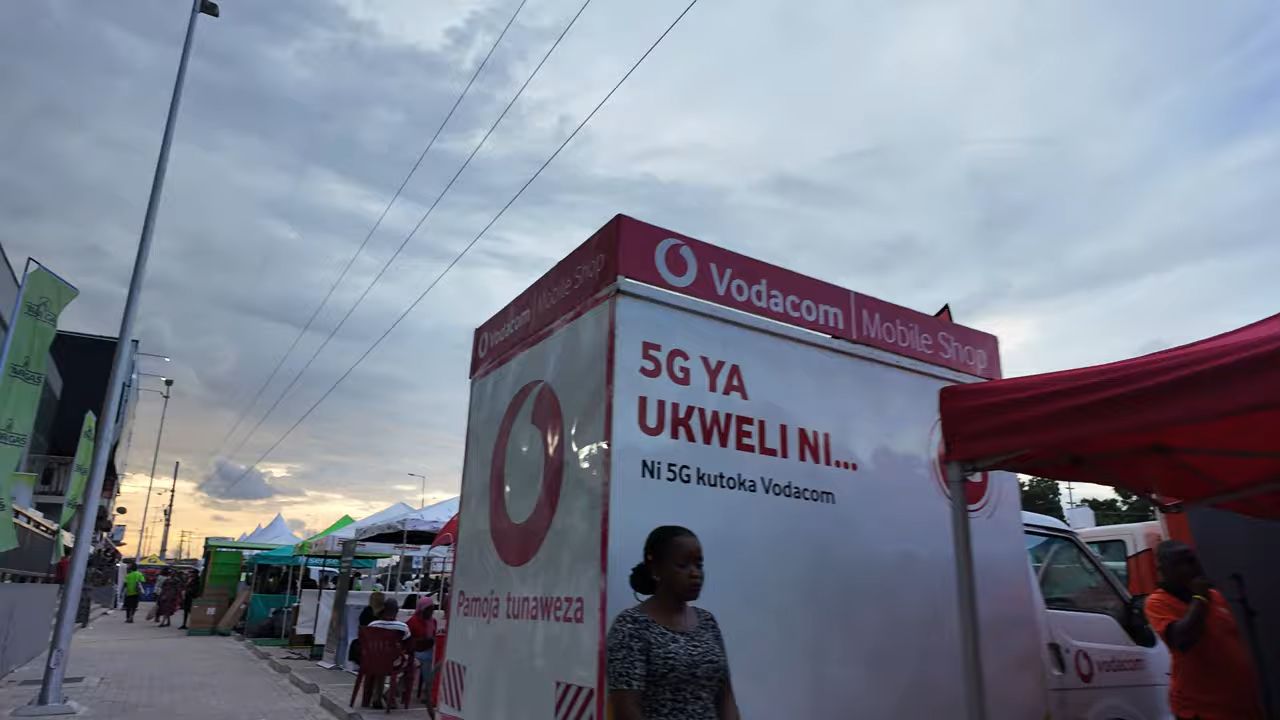 Vodacom | Mobile Shop
Vodacom | Mobile Shop
5G YA
UKWELI NI...
Ni 5G kutoka Vodacom
Pamoja tunaweza
vodacom